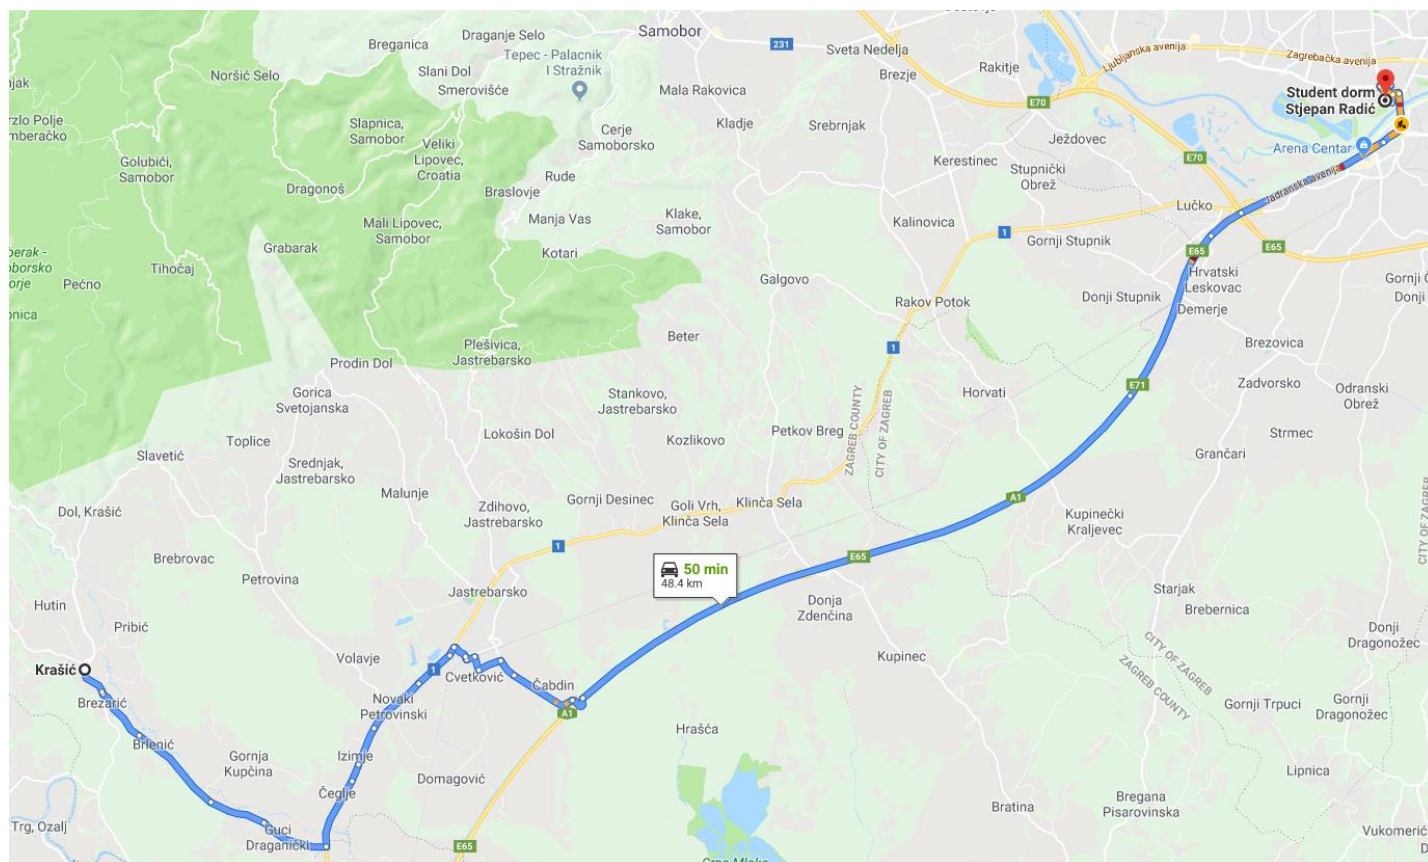 Samobor
231
Draganje Selo
Breganica
Tepec - Palacnik
I Stražnik
Sveta Nedelja
Ljubljanska avenija
Zagrebačka avenija
Noršić Selo
Slani Dol
Smerovišće
Mala Rakovica
Brezje
Rakitje
E70
Student dorm
Stjepan Radić
Slapnica,
Samobor
Veliki
Lipovec,
Croatia
Cerje
Samoborsko
Kladje
Srebrnjak
Ježdovec
Arena Centar
Golubići,
Samobor
Rude
Kerestinec
Stupnički
Obrež
E70
Dragonoš
Braslovje
Jadranska avenija
Mali Lipovec,
Samobor
Manja Vas
Klake,
Samobor
Kalinovica
Lučko
Grabarak
Kotari
1
Gornji Stupnik
E65
E65
Tihočaj
Pećno
Galgovo
Hrvatski
Leskovac
Donji Stupnik
Demerje
Rakov Potok
Beter
1
Brezovica
Prodin Dol
Plešivica,
Jastrebarsko
Gorica
Svetojanska
Stankovo,
Jastrebarsko
Horvati
E71
Zadvorsko
Odranski
Obrež
ZAGREB COUNTY
CITY OF ZAGREB
Toplice
Lokošin Dol
Kozlikovo
Petkov Breg
Strmec
Slavetić
Srednjak,
Jastrebarsko
Grančari
Malunje
Zdihovo,
Jastrebarsko
Gornji Desinec
Goli Vrh,
Klinča Sela
Klinča Sela
A1
Dol, Krašić
Kupinečki
Kraljevec
CITY OF ZAGREB
Brebrovac
1
E65
Petrovina
50 min
48.4 km
Jastrebarsko
Starjak
Brebernica
Hutin
Pribić
Donja
Zdenčina
Donji
Dragonožec
CITY OF ZAGREB
ZAGREB COUNTY
Volavje
Kupinec
Krašić
1
Cvetković
Čabdin
Brezarić
Novaki
Petrovinski
A1
Gornji Trpuci
Gornji
Dragonožec
Hrašća
Brlenić
Gornja
Kupčina
Izimje
Domagović
Lipnica
Čeglje
Bratina
Bregana
Pisarovinska
Trg, Ozalj
Guci
Draganički
E65
Vukomerić
Crna Mlaka